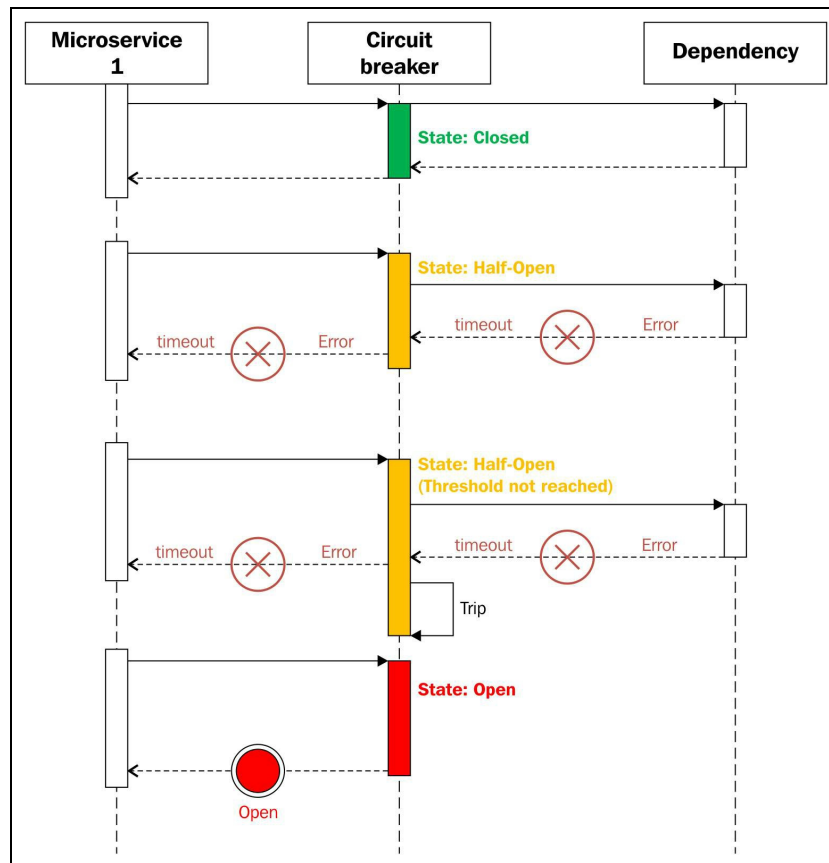 Microservice
1
Circuit
breaker
Dependency
State: Closed
State: Half-Open
timeout
Error
timeout
Error
State: Half-Open
(Threshold not reached)
timeout
Error
timeout
Error
Trip
State: Open
Open